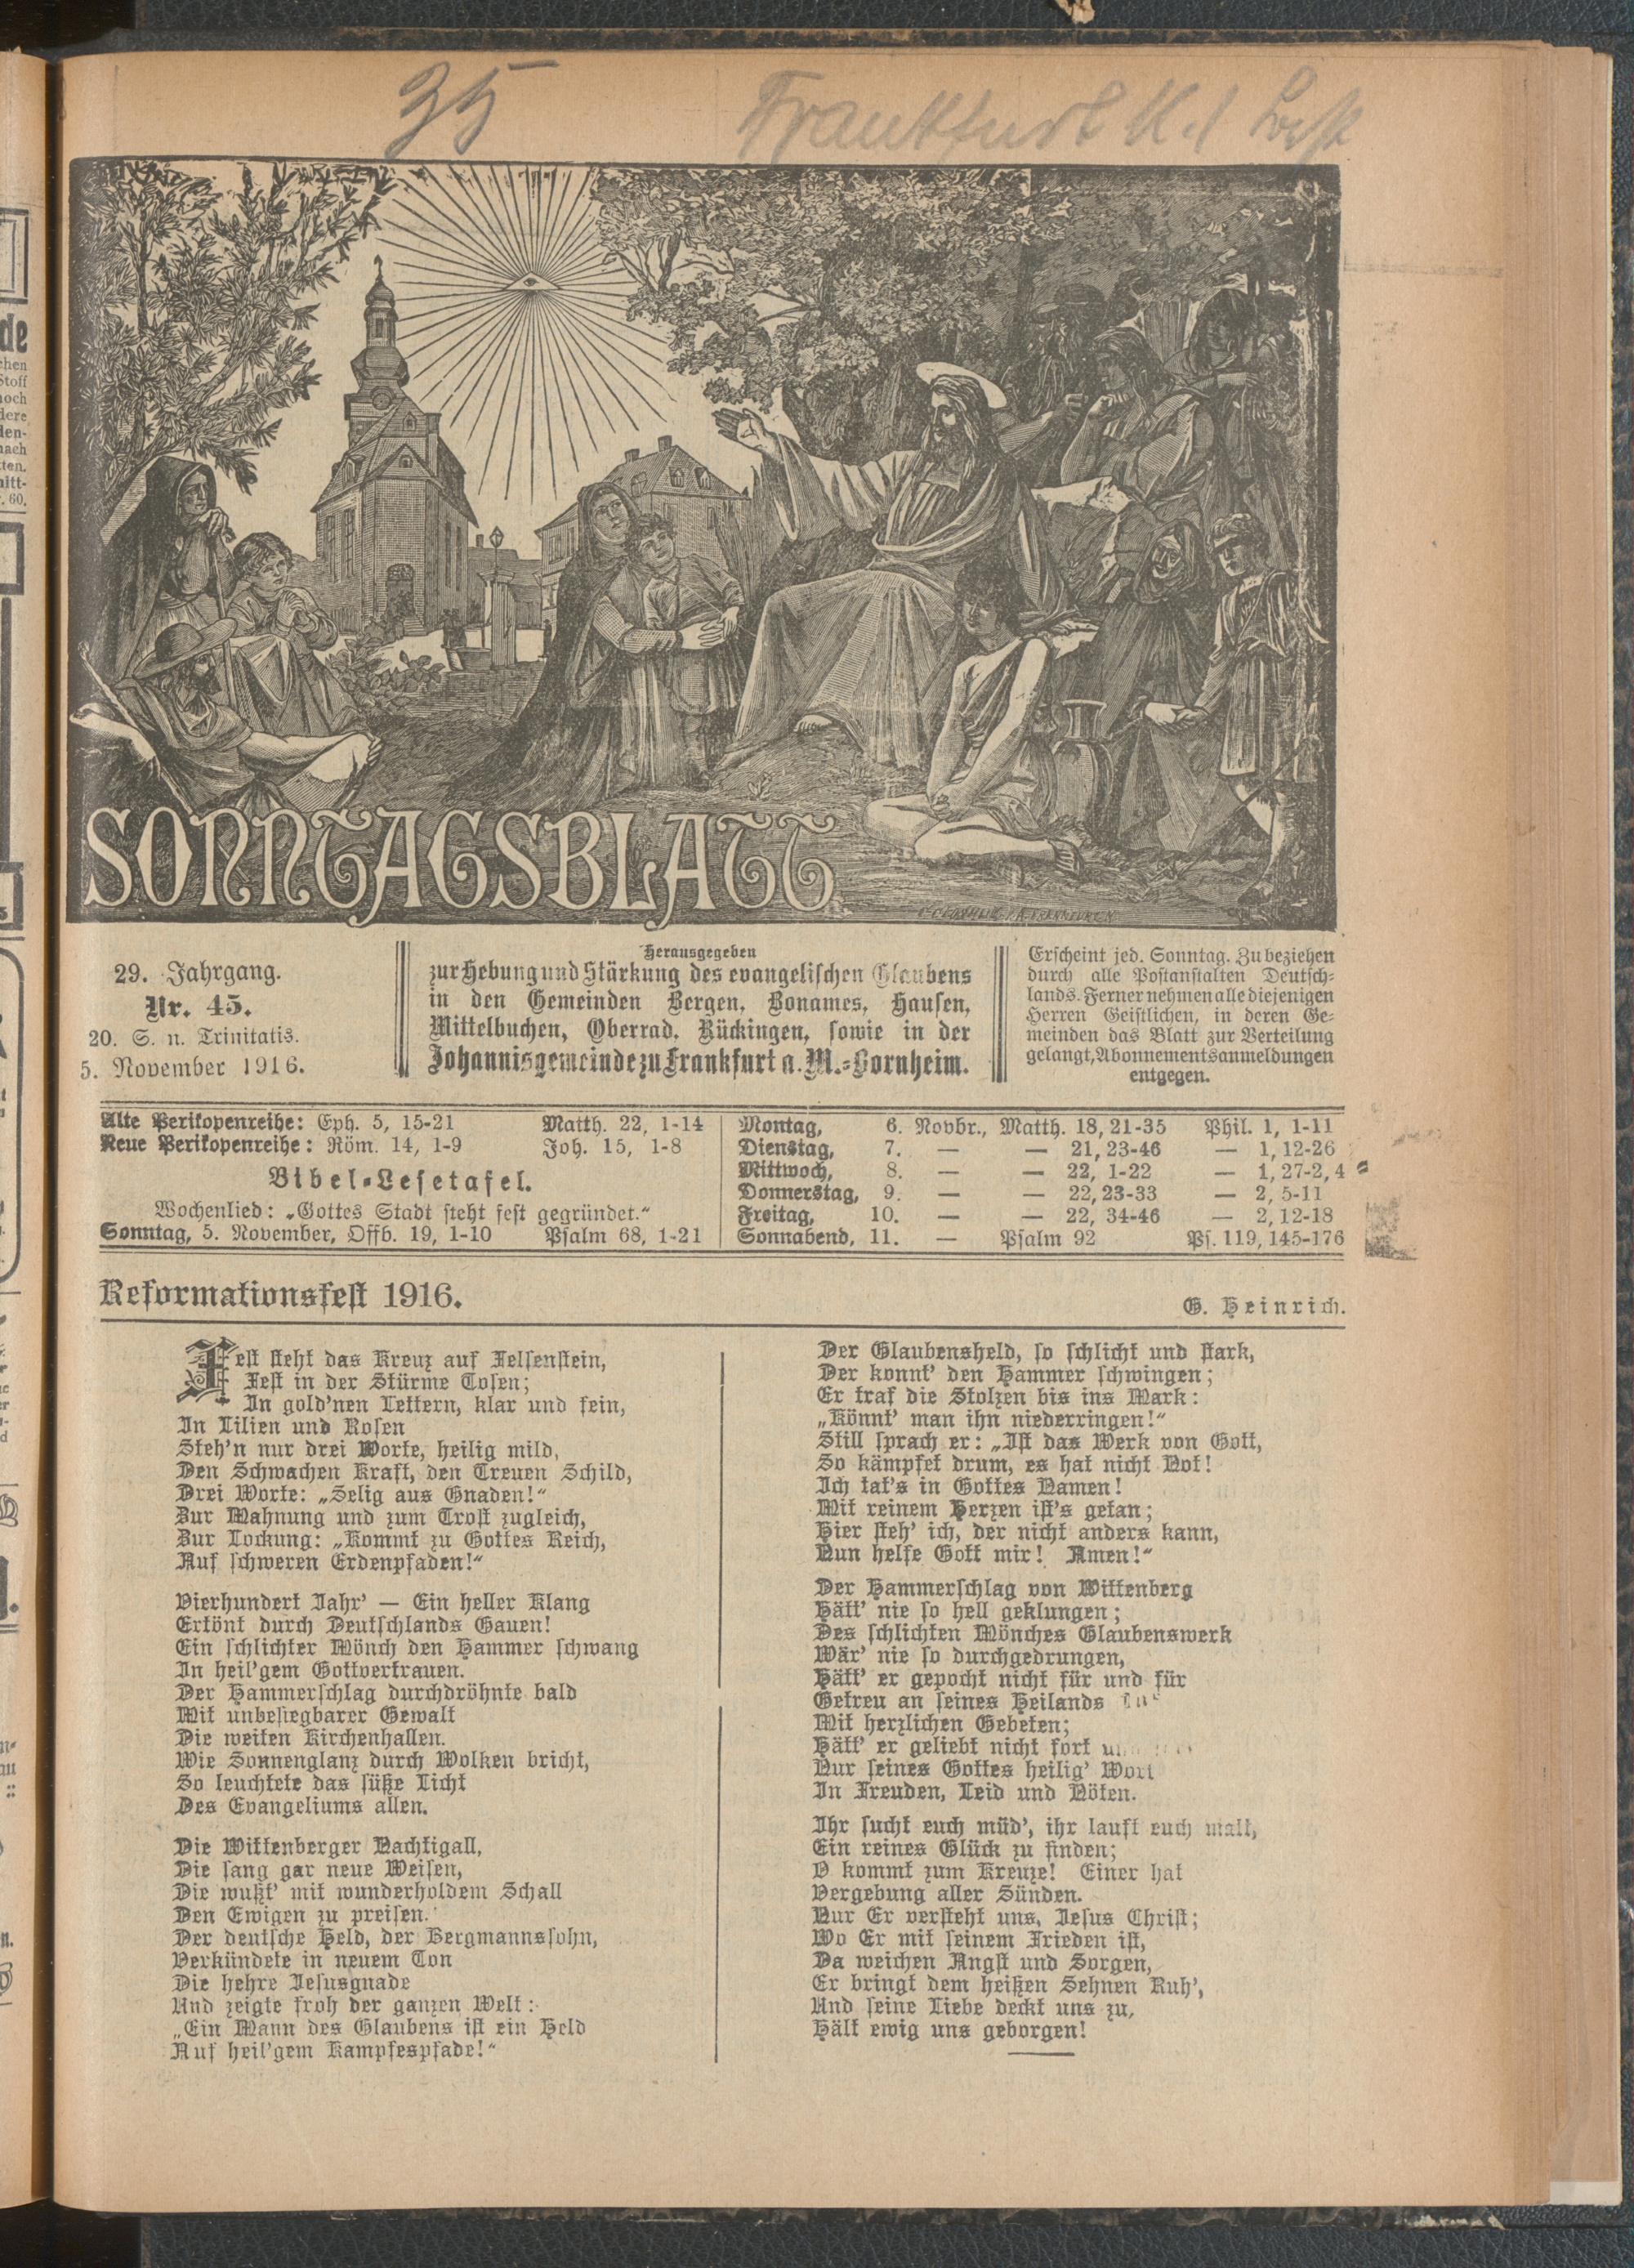 35
Frankfurt
SONNTAGSBLATT
29. Jahrgang.
Nr. 45.
20. S. n. Trinitatis.
5. November 1916.
Herausgegeben
zur Hebung und Stärkung des evangelischen Glaubens
in den Gemeinden Bergen, Bonames, Hausen,
Mittelbuchen, Oberrad, Rückingen, sowie in der
Johannisgemeinde zu Frankfurt a. M.-Bornheim.
Erscheint jed. Sonntag. Zu beziehen
durch alle Postanstalten Deutsch-
lands. Ferner nehmen alle diejenigen
Herren Geistlichen, in deren Ge-
meinden das Blatt zur Verteilung
gelangt, Abonnementsanmeldungen
entgegen.
Alte Perikopenreihe: Eph. 5, 15-21 Matth. 22, 1-14
Neue Perikopenreihe: Röm. 14, 1-9 Joh. 15, 1-8
Bibel-Lesetafel.
Wochenlied: „Gottes Stadt steht fest gegründet.“
Sonntag, 5. November, Offb. 19, 1-10 Psalm 68, 1-21
Montag, 6. Novbr., Matth. 18, 21-35 Phil. 1, 1-11
Dienstag, 7. — — 21, 23-46 — 1, 12-26
Mittwoch, 8. — — 22, 1-22 — 1, 27-2, 4
Donnerstag, 9. — — 22, 23-33 — 2, 5-11
Freitag, 10. — — 22, 34-46 — 2, 12-18
Sonnabend, 11. — Psalm 92 Ps. 119, 145-176
Reformationsfest 1916.
G. Heinrich.
Fest steht das Kreuz auf Felsenstein,
Fest in der Stürme Tosen;
In gold'nen Lettern, klar und fein,
In Lilien und Rosen
Steh'n nur drei Worte, heilig mild,
Den Schwachen Kraft, den Treuen Schild,
Drei Worte: „Selig aus Gnaden!“
Zur Mahnung und zum Trost zugleich,
Zur Lockung: „Kommt zu Gottes Reich,
Auf schweren Erdenpfaden!“
Vierhundert Jahr' — Ein heller Klang
Ertönt durch Deutschlands Gauen!
Ein schlichter Mönch den Hammer schwang
In heil'gem Gottvertrauen.
Der Hammerschlag durchdröhnte bald
Mit unbesiegbarer Gewalt
Die weiten Kirchenhallen.
Wie Sonnenglanz durch Wolken bricht,
So leuchtete das süße Licht
Des Evangeliums allen.
Die Wittenberger Nachtigall,
Die sang gar neue Weisen,
Die wußt' mit wunderholdem Schall
Den Ewigen zu preisen.
Der deutsche Held, der Bergmannssohn,
Verkündete in neuem Ton
Die hehre Jesusgnade
Und zeigte froh der ganzen Welt:
„Ein Mann des Glaubens ist ein Held
Auf heil'gem Kampfespfade!“
Der Glaubensheld, so schlicht und stark,
Der konnt' den Hammer schwingen;
Er traf die Stolzen bis ins Mark:
„Könnt' man ihn niederringen!“
Still sprach er: „Ist das Werk von Gott,
So kämpfet drum, es hat nicht Not!
Ich tat's in Gottes Namen!
Mit reinem Herzen ist's getan;
Hier steh' ich, der nicht anders kann,
Nun helfe Gott mir! Amen!“
Der Hammerschlag von Wittenberg
Hätt' nie so hell geklungen;
Des schlichten Mönches Glaubenswerk
Wär' nie so durchgedrungen,
Hätt' er gepocht nicht für und für
Getreu an seines Heilands
Mit herzlichen Gebeten;
Hätt' er geliebt nicht fort
Nur seines Gottes heilig' Wort
In Freuden, Leid und Nöten.
Ihr sucht euch müd', ihr lauft euch matt,
Ein reines Glück zu finden;
O kommt zum Kreuze! Einer hat
Vergebung aller Sünden.
Nur Er versteht uns, Jesus Christ;
Wo Er mit seinem Frieden ist,
Da weichen Angst und Sorgen,
Er bringt dem heißen Sehnen Ruh',
Und seine Liebe deckt uns zu,
Hält ewig uns geborgen!